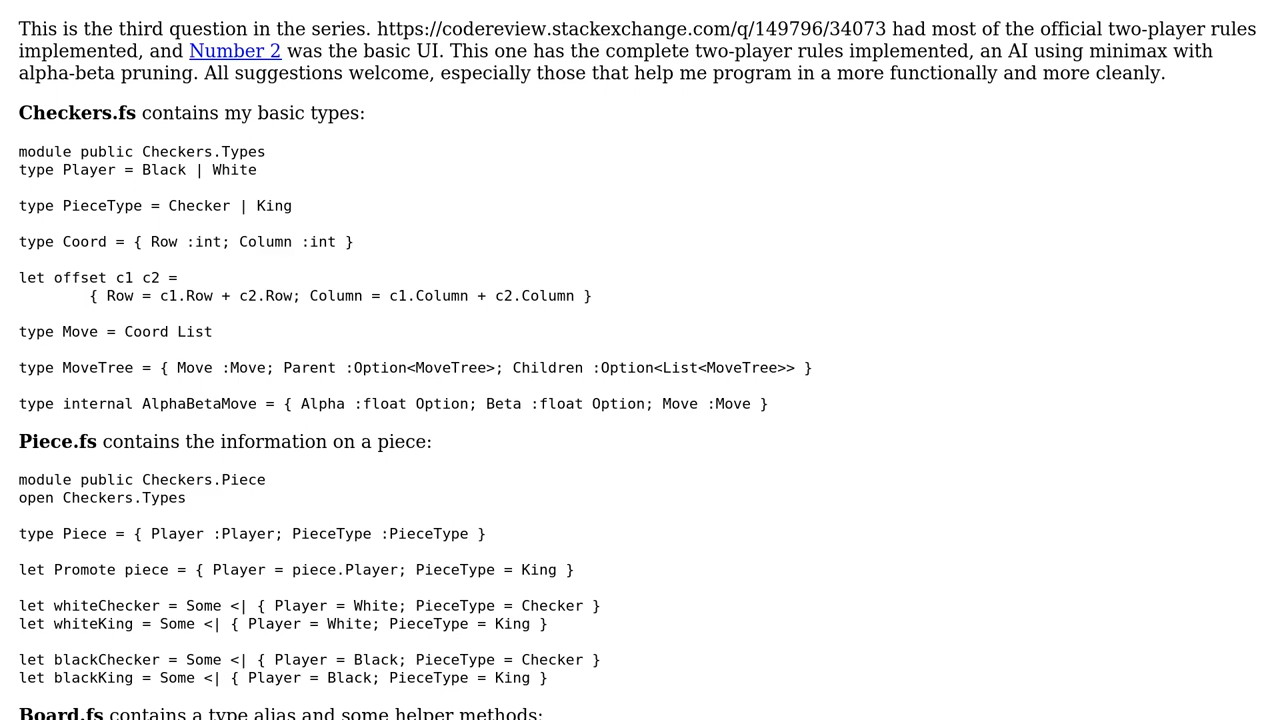 This is the third question in the series. https://codereview.stackexchange.com/q/149796/34073 had most of the official two-player rules
implemented, and Number 2 was the basic UI. This one has the complete two-player rules implemented, an AI using minimax with
alpha-beta pruning. All suggestions welcome, especially those that help me program in a more functionally and more cleanly.
Checkers.fs contains my basic types:
module public Checkers.Types
type Player = Black | White
type PieceType = Checker | King
type Coord = { Row :int; Column :int }
let offset c1 c2 =
        { Row = c1.Row + c2.Row; Column = c1.Column + c2.Column }
type Move = Coord List
type MoveTree = { Move :Move; Parent :Option<MoveTree>; Children :Option<List<MoveTree>> }
type internal AlphaBetaMove = { Alpha :float Option; Beta :float Option; Move :Move }
Piece.fs contains the information on a piece:
module public Checkers.Piece
open Checkers.Types
type Piece = { Player :Player; PieceType :PieceType }
let Promote piece = { Player = piece.Player; PieceType = King }
let whiteChecker = Some <| { Player = White; PieceType = Checker }
let whiteKing = Some <| { Player = White; PieceType = King }
let blackChecker = Some <| { Player = Black; PieceType = Checker }
let blackKing = Some <| { Player = Black; PieceType = King }
Board.fs contains a type alias and some helper methods: